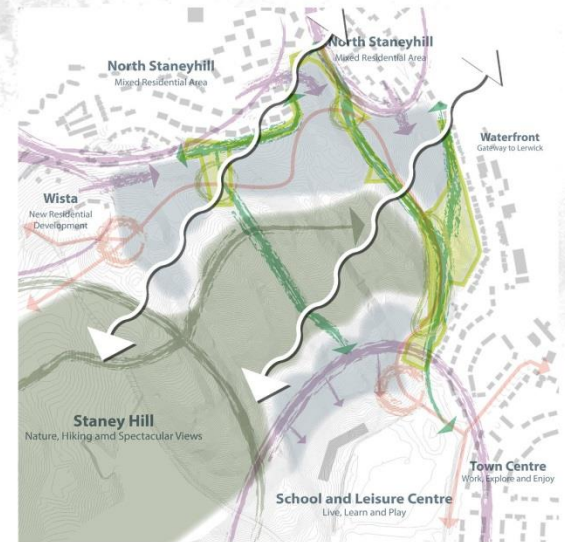 North Staneyhill
Mixed Residential Area
North Staneyhill
Mixed Residential Area
Waterfront
Gateway to Lerwick
Wista
New Residential
Development
Staney Hill
Nature, Hiking amd Spectacular Views
Town Centre
Work, Explore and Enjoy
School and Leisure Centre
Live, Learn and Play